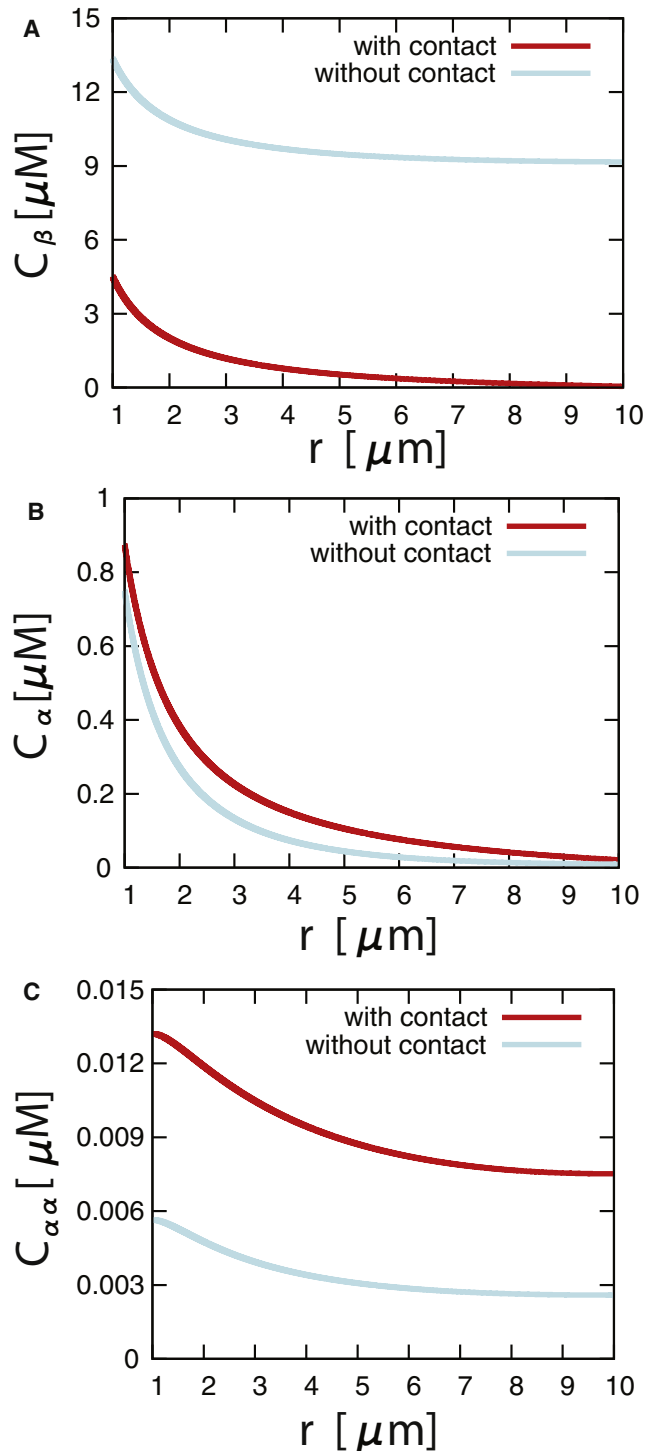 A
15
12
9
6
3
0
C β [μM]
with contact
without contact
1 2 3 4 5 6 7 8 9 10
r [ μm]
B
1
0.8
0.6
0.4
0.2
0
C α [μM]
with contact
without contact
1 2 3 4 5 6 7 8 9 10
r [ μm]
C
0.015
0.012
0.009
0.006
0.003
0
C α α [ μM]
with contact
without contact
1 2 3 4 5 6 7 8 9 10
r [ μm]